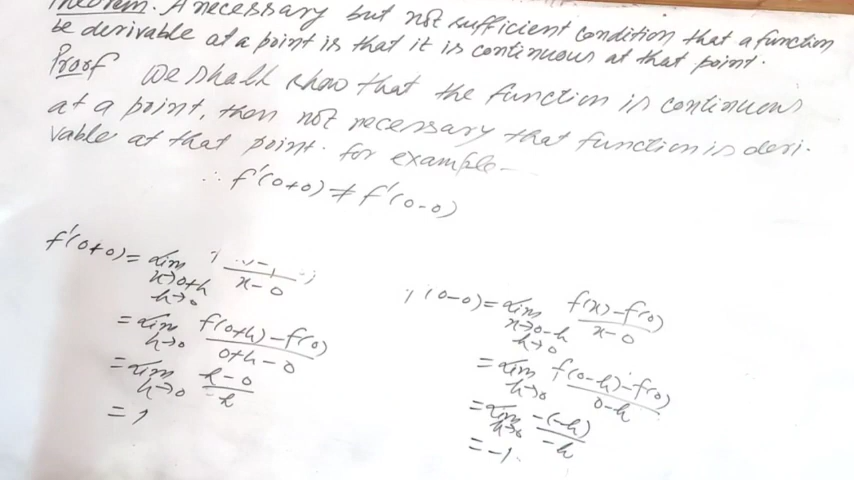 Theorem. A necessary but not sufficient condition that a function
be derivable at a point is that it is continuous at that point.
Proof We shall show that the function is continuous
at a point, then not necessary that function is deri-
vable at that point. for example-
∴ f'(0+0) ≠ f'(0-0)
f'(0+0) = lim x→0+h h→0 / x-0
= lim h→0 f(0+h)-f(0) / 0+h-0
= lim h→0 h-0 / -h
= 1
(0-0) = lim x→0-h h→0 f(x)-f(0) / x-0
= lim h→0 f(0-h)-f(0) / 0-h
= lim h→0 -(-h) / -h
= -1.